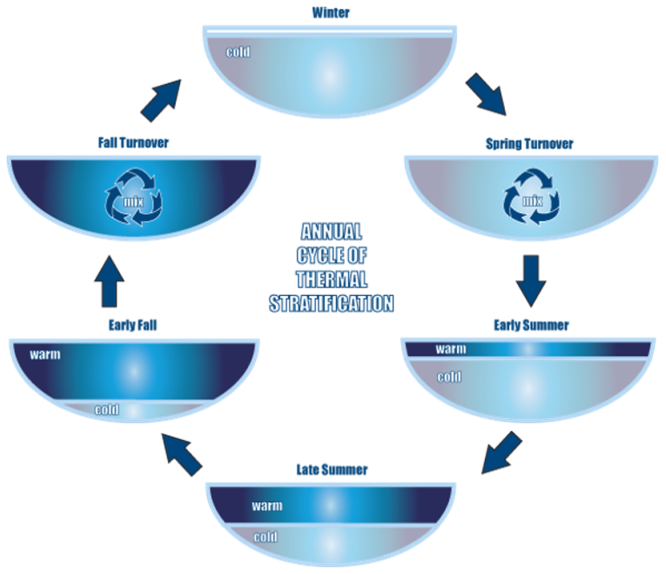 Winter
cold
Fall Turnover
mix
Spring Turnover
mix
ANNUAL
CYCLE OF
THERMAL
STRATIFICATION
Early Fall
warm
cold
Early Summer
warm
cold
Late Summer
warm
cold